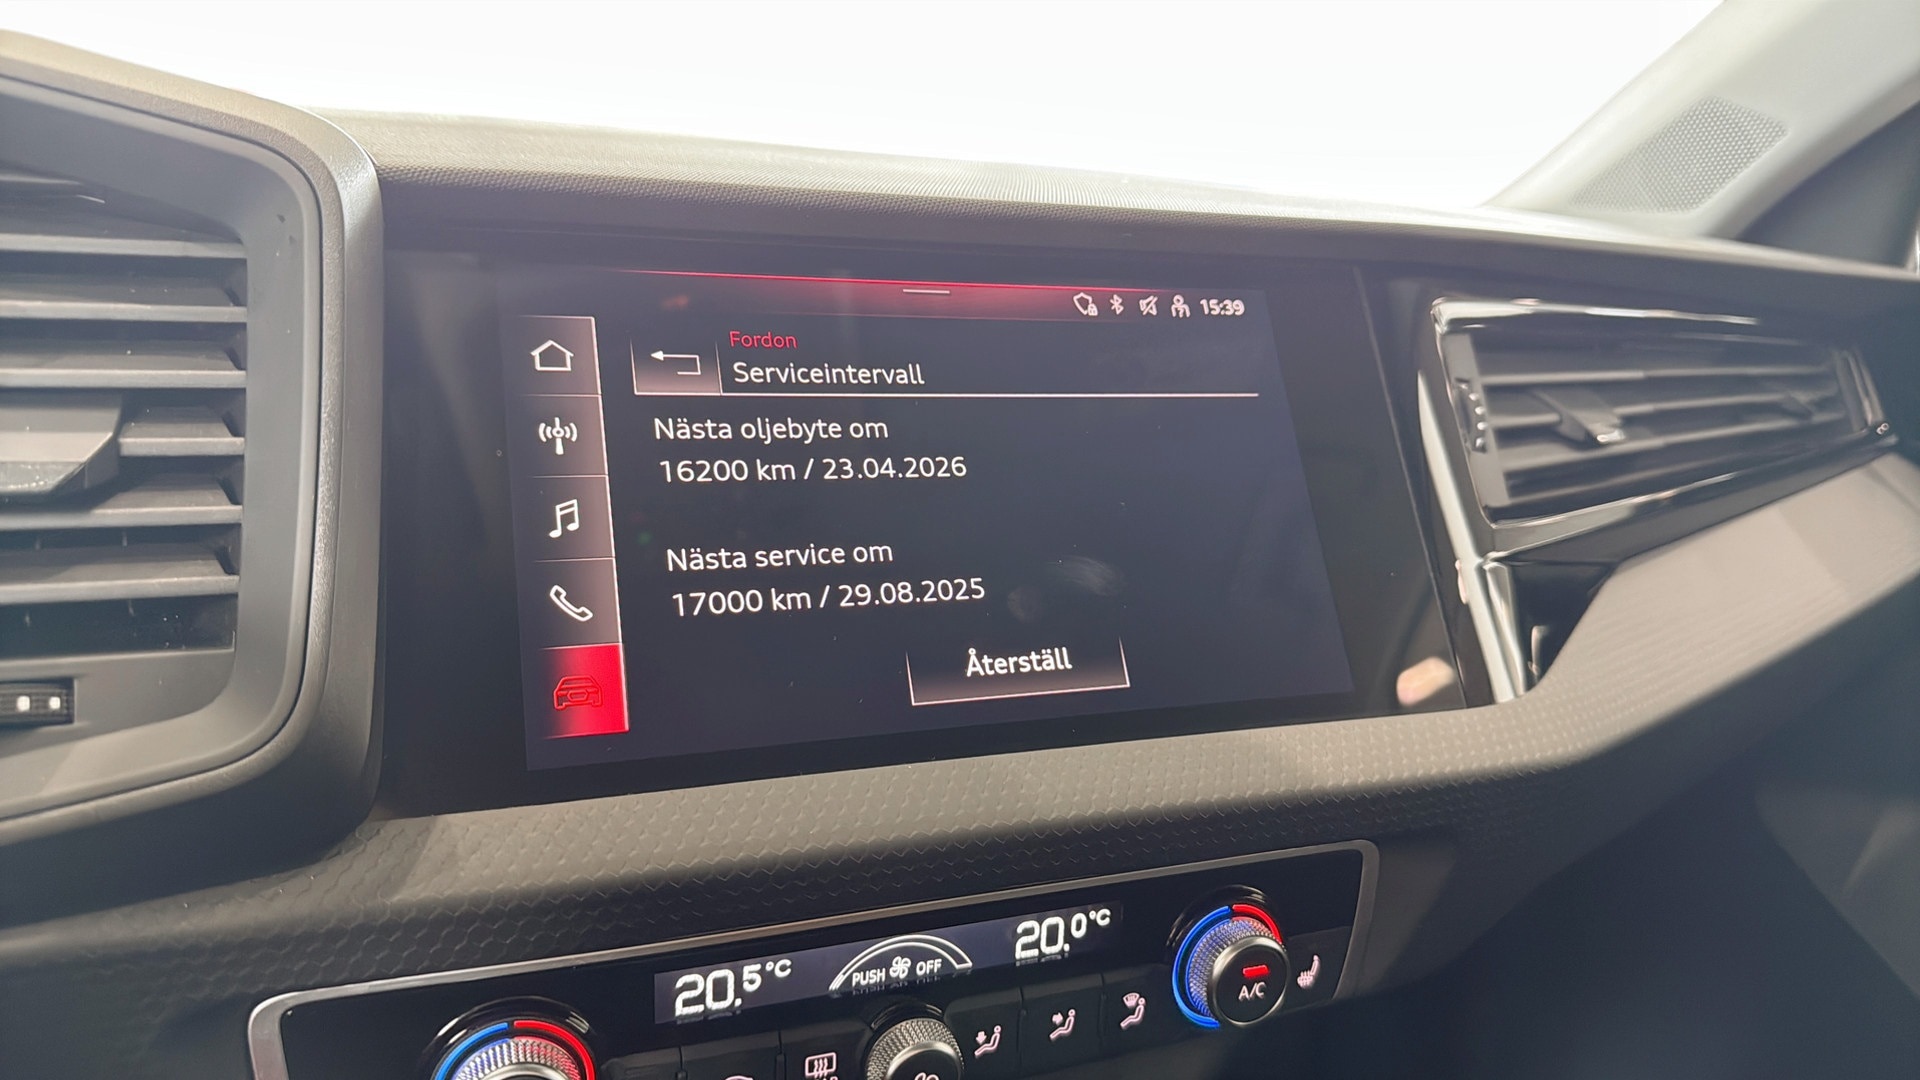 15:39
Fordon
Serviceintervall
Nästa oljebyte om
16200 km / 23.04.2026
Nästa service om
17000 km / 29.08.2025
Återställ
20.5°C
PUSH OFF
20.0°C
A/C